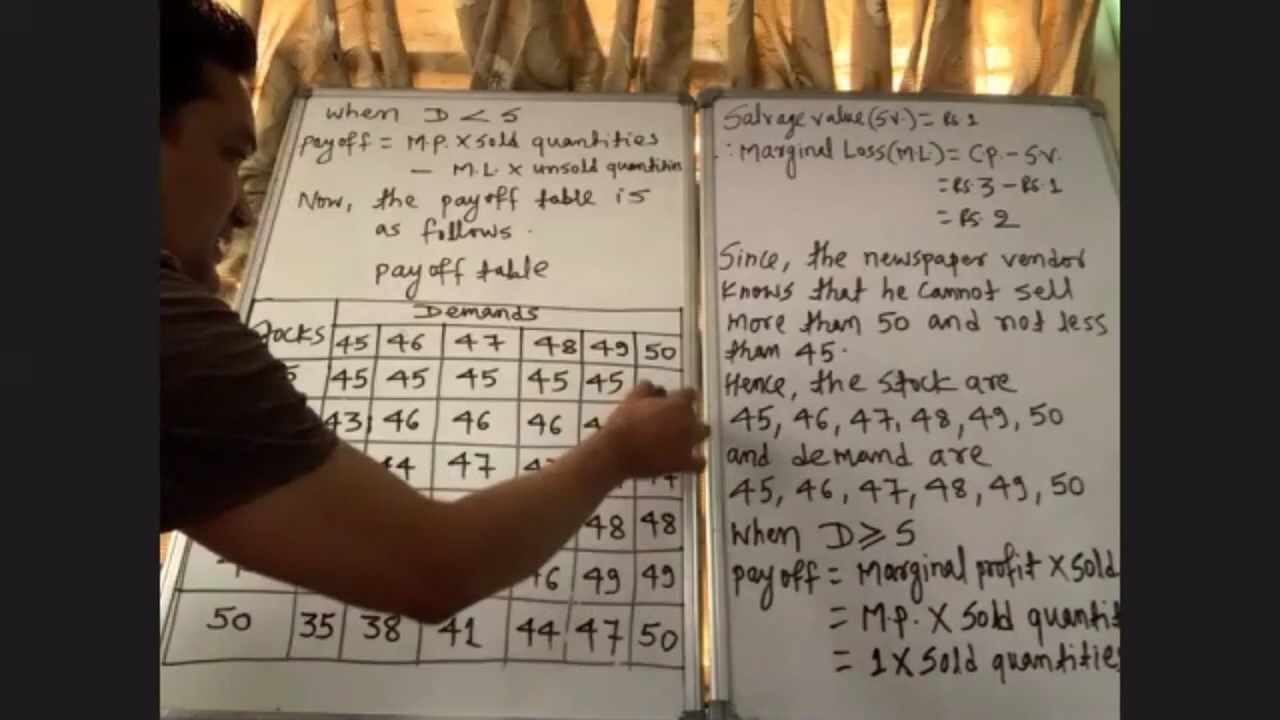 When D < S
payoff = M.P. X sold quantities
— M.L. X unsold quantities
Now, the payoff table is
as follows.
payoff table
Demands
45 46 47 48 49 50
45 45 45 45 45
43 46 46 46
47
48 48
49 49
50 35 38 41 44 47 50
Salvage value(S.V.) = Rs 1
∴ Marginal Loss(M.L) = C.P. - S.V.
= Rs. 3 - Rs. 1
= Rs. 2
Since, the newspaper vendor
knows that he cannot sell
more than 50 and not less
than 45.
Hence, the stock are
45, 46, 47, 48, 49, 50
and demand are
45, 46, 47, 48, 49, 50
When D ≥ S
payoff = Marginal profit X sold
= M.P. X Sold
= 1 X Sold quantities